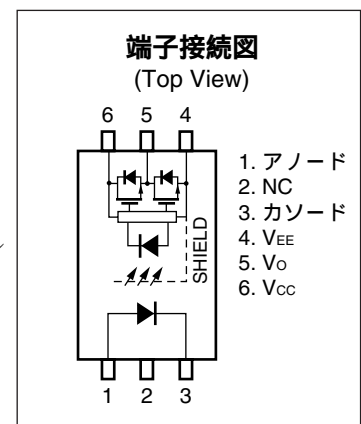 端子接続図
(Top View)
6 5 4
SHIELD
1 2 3
1. アノード
2. NC
3. カソード
4. VEE
5. Vo
6. Vcc